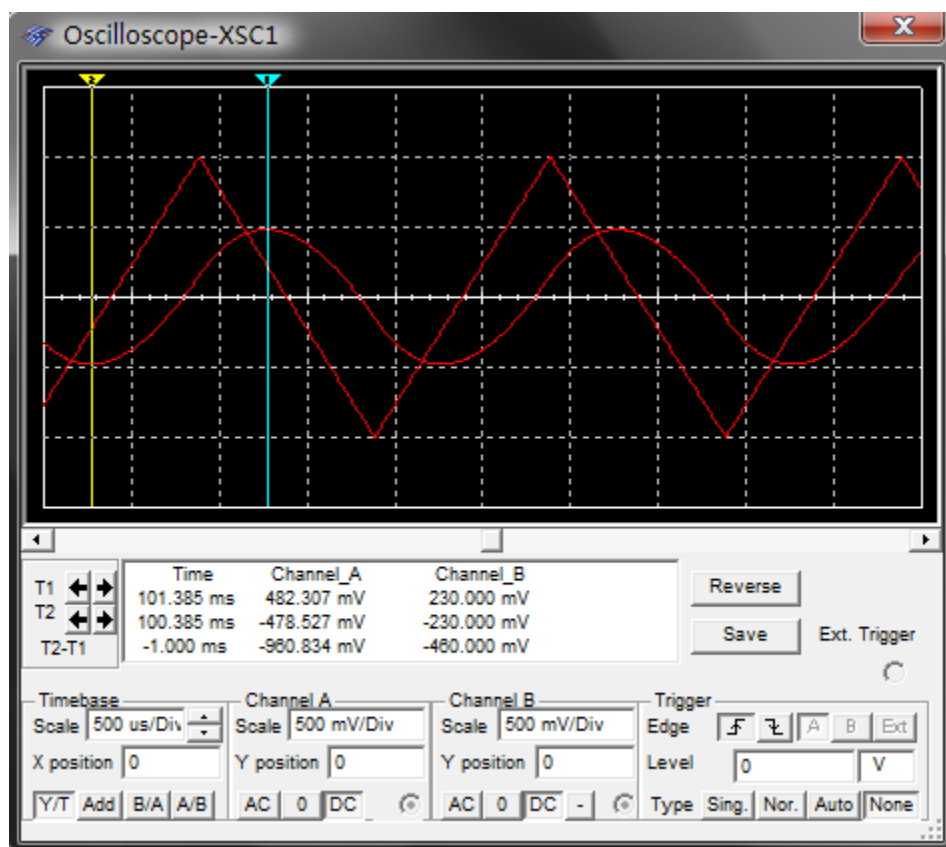 Oscilloscope-XSC1
2 1
Time Channel_A Channel_B
T1 101.385 ms 482.307 mV 230.000 mV
T2 100.385 ms -478.527 mV -230.000 mV
T2-T1 -1.000 ms -960.834 mV -460.000 mV
Reverse
Save Ext. Trigger
Timebase Channel A Channel B Trigger
Scale 500 us/Div Scale 500 mV/Div Scale 500 mV/Div Edge A B Ext
X position 0 Y position 0 Y position 0 Level 0 V
Y/T Add B/A A/B AC 0 DC AC 0 DC - Type Sing. Nor. Auto None